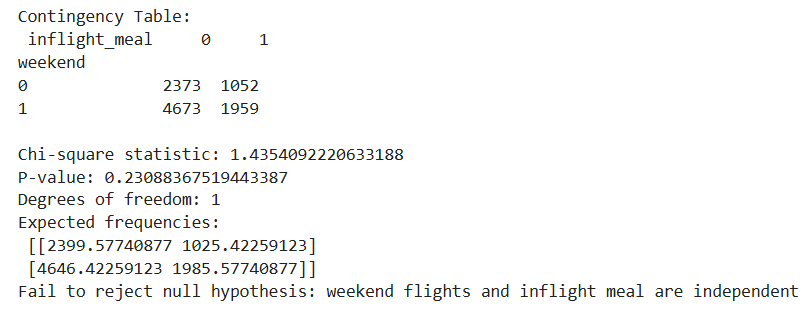 Contingency Table:
inflight_meal 0 1
weekend
0 2373 1052
1 4673 1959
Chi-square statistic: 1.4354092220633188
P-value: 0.23088367519443387
Degrees of freedom: 1
Expected frequencies:
[[2399.57740877 1025.42259123]
[4646.42259123 1985.57740877]]
Fail to reject null hypothesis: weekend flights and inflight meal are independent